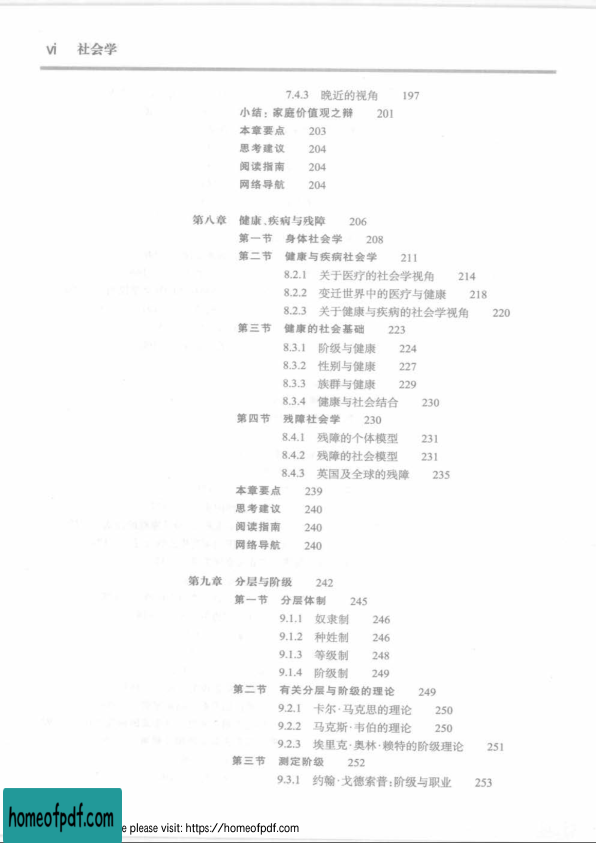 vi 社会学
7.4.3 晚近的视角 197
小结：家庭价值观之辩 201
本章要点 203
思考建议 204
阅读指南 204
网络导航 204
第八章 健康、疾病与残障 206
第一节 身体社会学 208
第二节 健康与疾病社会学 211
8.2.1 关于医疗的社会学视角 214
8.2.2 变迁世界中的医疗与健康 218
8.2.3 关于健康与疾病的社会学视角 220
第三节 健康的社会基础 223
8.3.1 阶级与健康 224
8.3.2 性别与健康 227
8.3.3 族群与健康 229
8.3.4 健康与社会结合 230
第四节 残障社会学 230
8.4.1 残障的个体模型 231
8.4.2 残障的社会模型 231
8.4.3 英国及全球的残障 235
本章要点 239
思考建议 240
阅读指南 240
网络导航 240
第九章 分层与阶级 242
第一节 分层体制 245
9.1.1 奴隶制 246
9.1.2 种姓制 246
9.1.3 等级制 248
9.1.4 阶级制 249
第二节 有关分层与阶级的理论 249
9.2.1 卡尔·马克思的理论 250
9.2.2 马克斯·韦伯的理论 250
9.2.3 埃里克·奥林·赖特的阶级理论 251
第三节 测定阶级 252
9.3.1 约翰·戈德索普：阶级与职业 253
homeofpdf.com
e please visit: https://homeofpdf.com